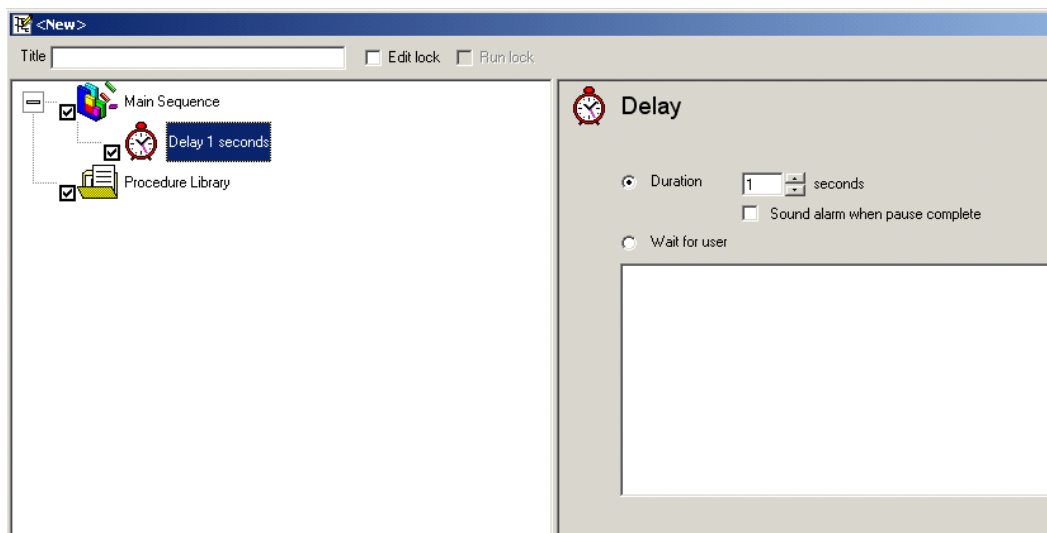 <New>
Title Edit lock Run lock
Main Sequence
Delay 1 seconds
Procedure Library
Delay
Duration 1 seconds
Sound alarm when pause complete
Wait for user